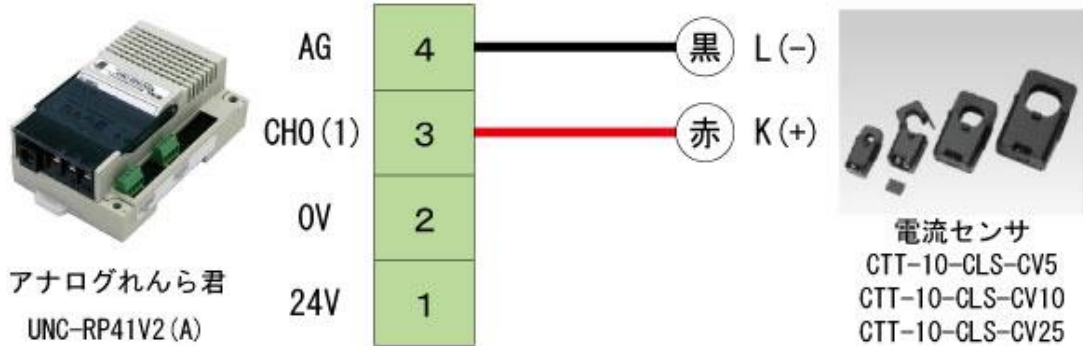 AG
4
黒
L(-)
CH0(1)
3
赤
K(+)
0V
2
24V
1
アナログれんら君
UNC-RP41V2(A)
電流センサ
CTT-10-CLS-CV5
CTT-10-CLS-CV10
CTT-10-CLS-CV25